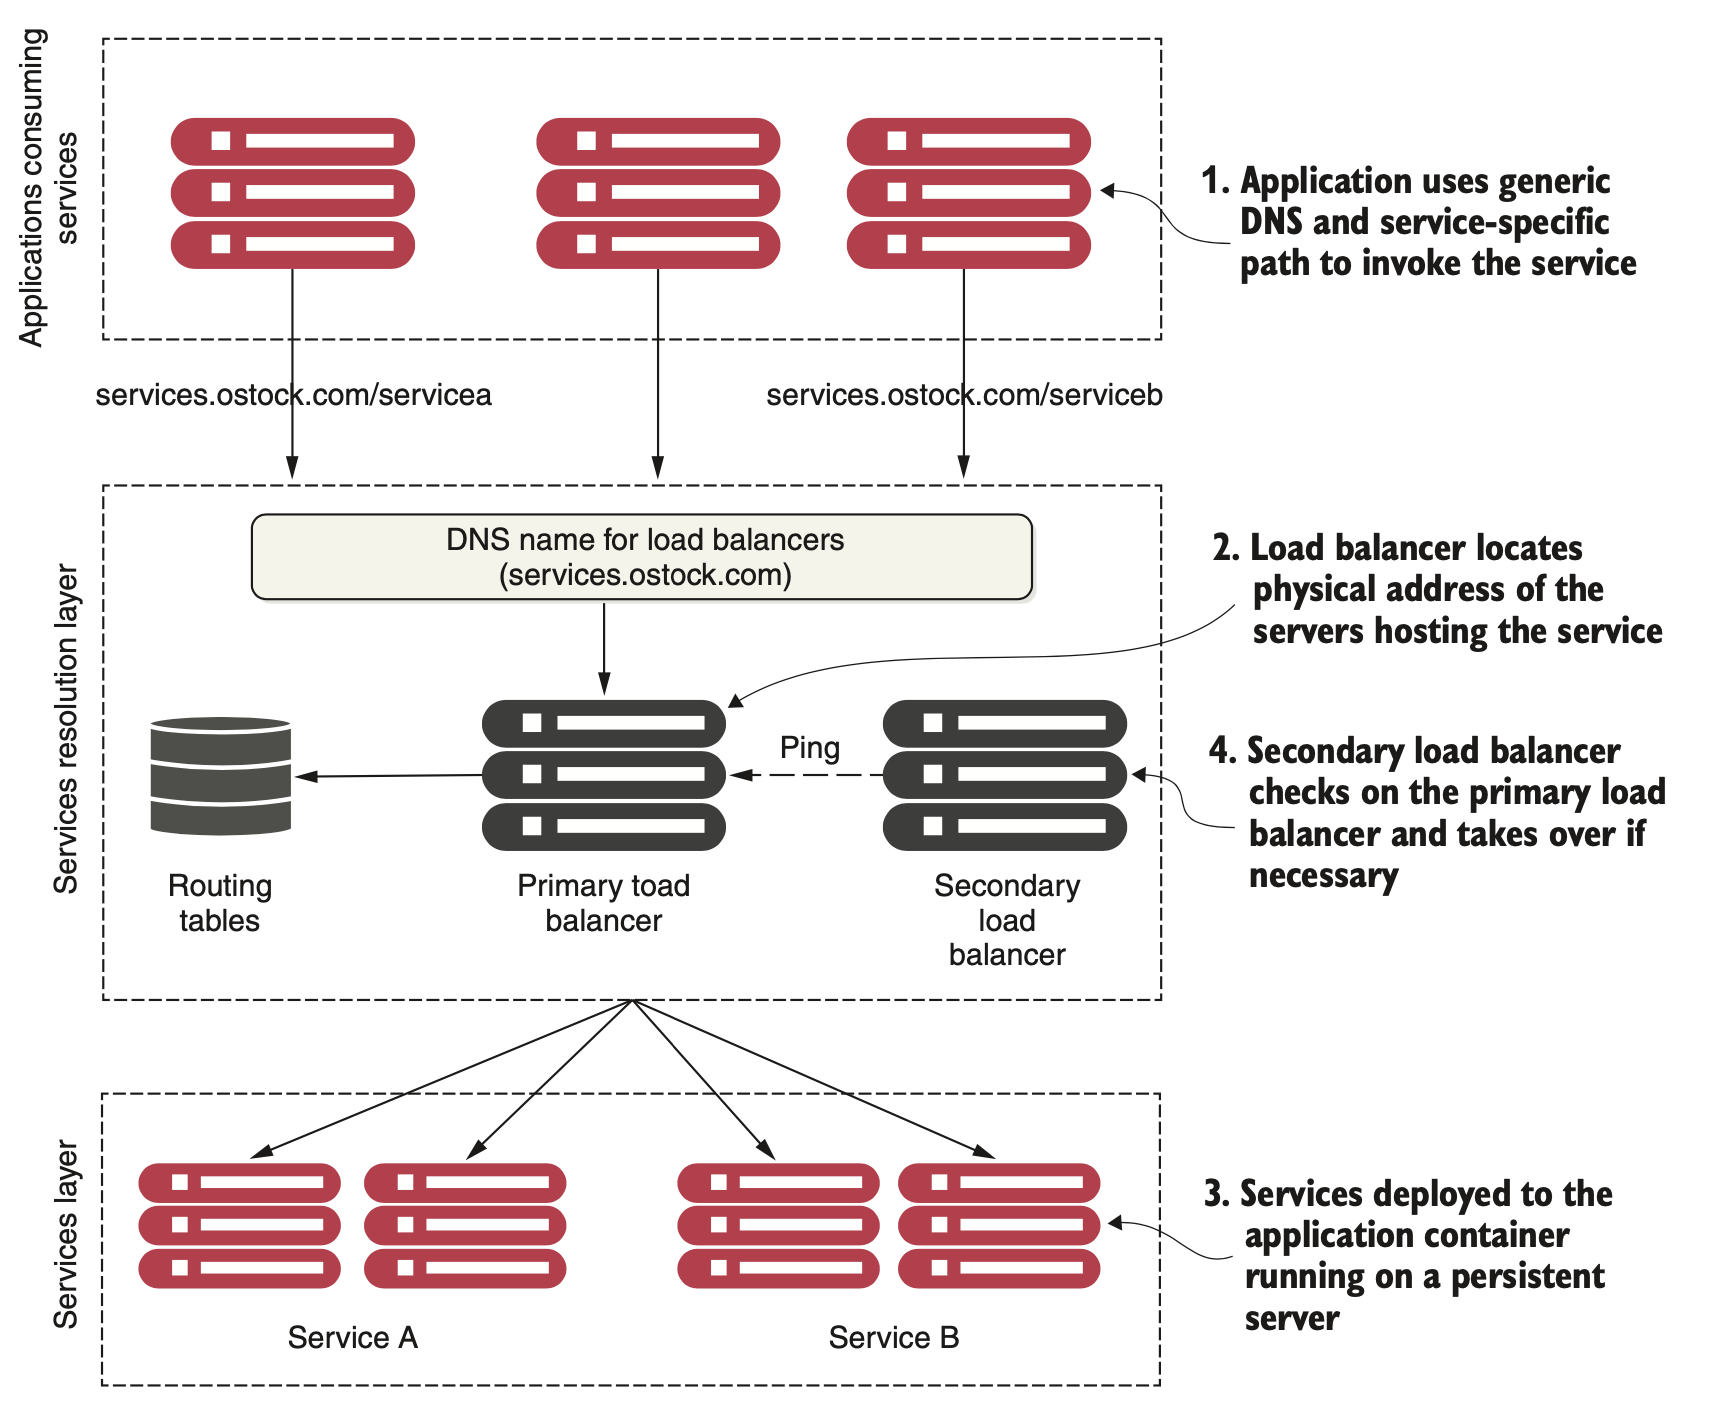 Applications consuming
services
1. Application uses generic
DNS and service-specific
path to invoke the service
services.ostock.com/servicea
services.ostock.com/serviceb
Services resolution layer
DNS name for load balancers
(services.ostock.com)
2. Load balancer locates
physical address of the
servers hosting the service
Ping
4. Secondary load balancer
checks on the primary load
balancer and takes over if
necessary
Routing
tables
Primary toad
balancer
Secondary
load
balancer
Services layer
3. Services deployed to the
application container
running on a persistent
server
Service A
Service B